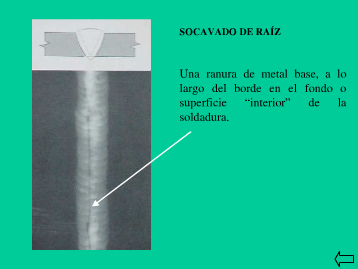 SOCAVADO DE RAÍZ
Una ranura de metal base, a lo
largo del borde en el fondo o
superficie “interior” de la
soldadura.